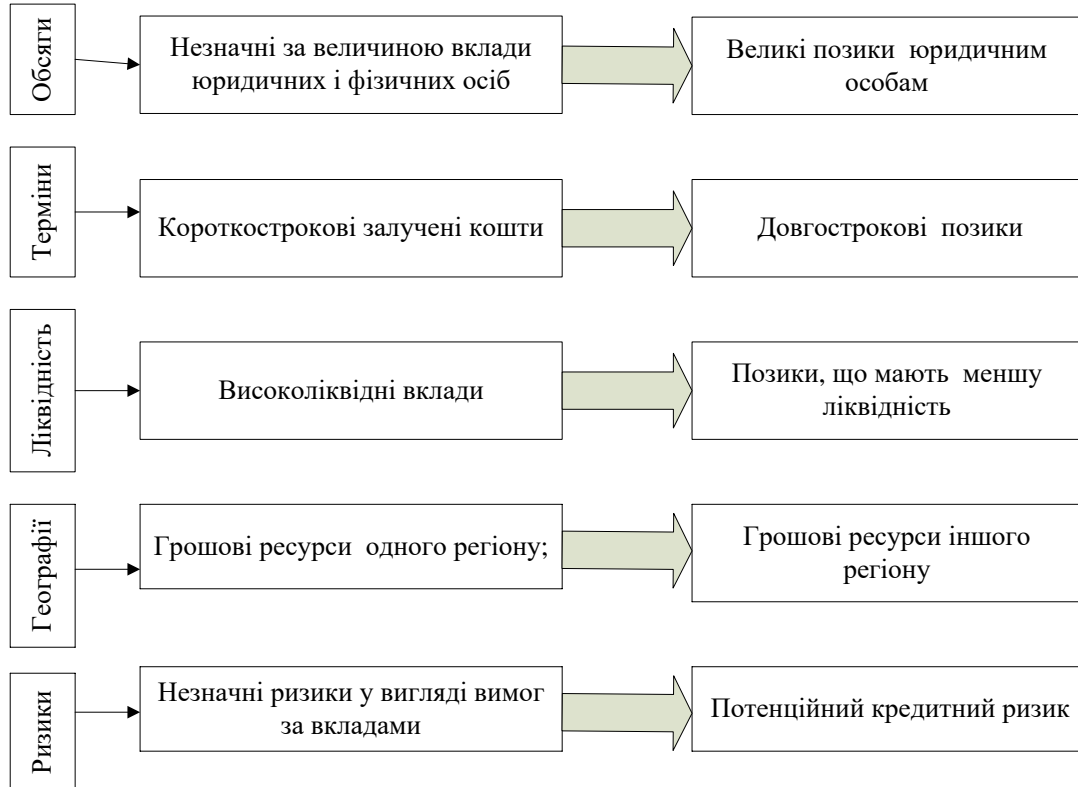 Обсяги
Незначні за величиною вклади
юридичних і фізичних осіб
Великі позики юридичним
особам
Терміни
Короткострокові залучені кошти
Довгострокові позики
Ліквідність
Високоліквідні вклади
Позики, що мають меншу
ліквідність
Географії
Грошові ресурси одного регіону;
Грошові ресурси іншого
регіону
Ризики
Незначні ризики у вигляді вимог
за вкладами
Потенційний кредитний ризик